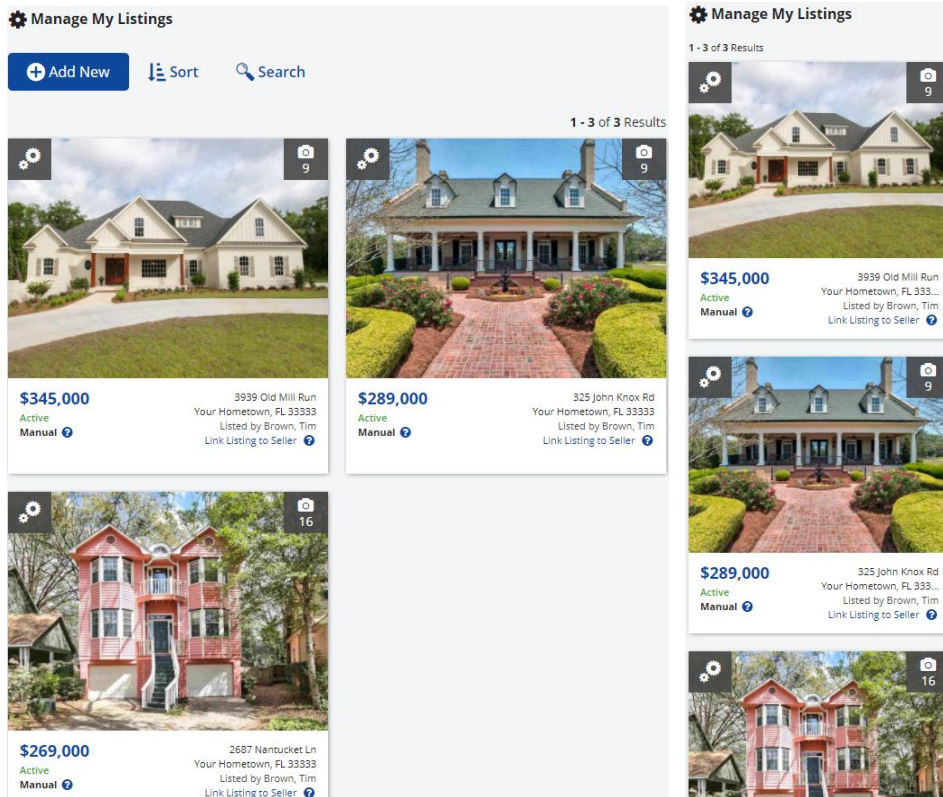 Manage My Listings
Add New Sort Search
1 - 3 of 3 Results
9
9
$345,000
Active
Manual
3939 Old Mill Run
Your Hometown, FL 33333
Listed by Brown, Tim
Link Listing to Seller
$289,000
Active
Manual
325 John Knox Rd
Your Hometown, FL 33333
Listed by Brown, Tim
Link Listing to Seller
16
$269,000
Active
Manual
2687 Nantucket Ln
Your Hometown, FL 33333
Listed by Brown, Tim
Link Listing to Seller
Manage My Listings
1 - 3 of 3 Results
9
$345,000
Active
Manual
3939 Old Mill Run
Your Hometown, FL 333...
Listed by Brown, Tim
Link Listing to Seller
9
$289,000
Active
Manual
325 John Knox Rd
Your Hometown, FL 333...
Listed by Brown, Tim
Link Listing to Seller
16